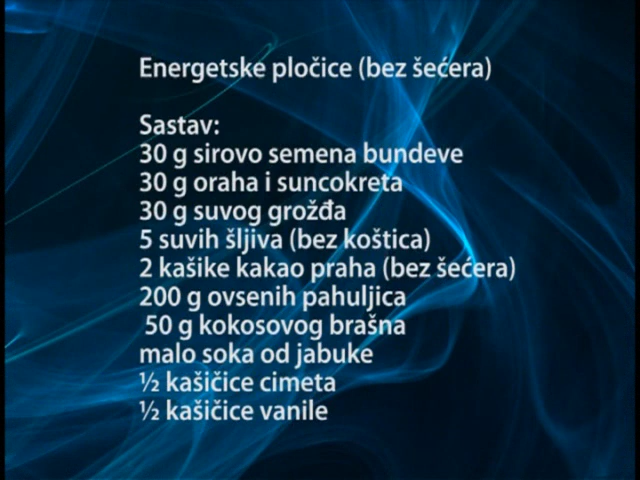 Energetske pločice (bez šećera)
Sastav:
30 g sirovo semena bundeve
30 g oraha i suncokreta
30 g suvog grožđa
5 suvih šljiva (bez koštica)
2 kašike kakao praha (bez šećera)
200 g ovsenih pahuljica
50 g kokosovog brašna
malo soka od jabuke
½ kašičice cimeta
½ kašičice vanile